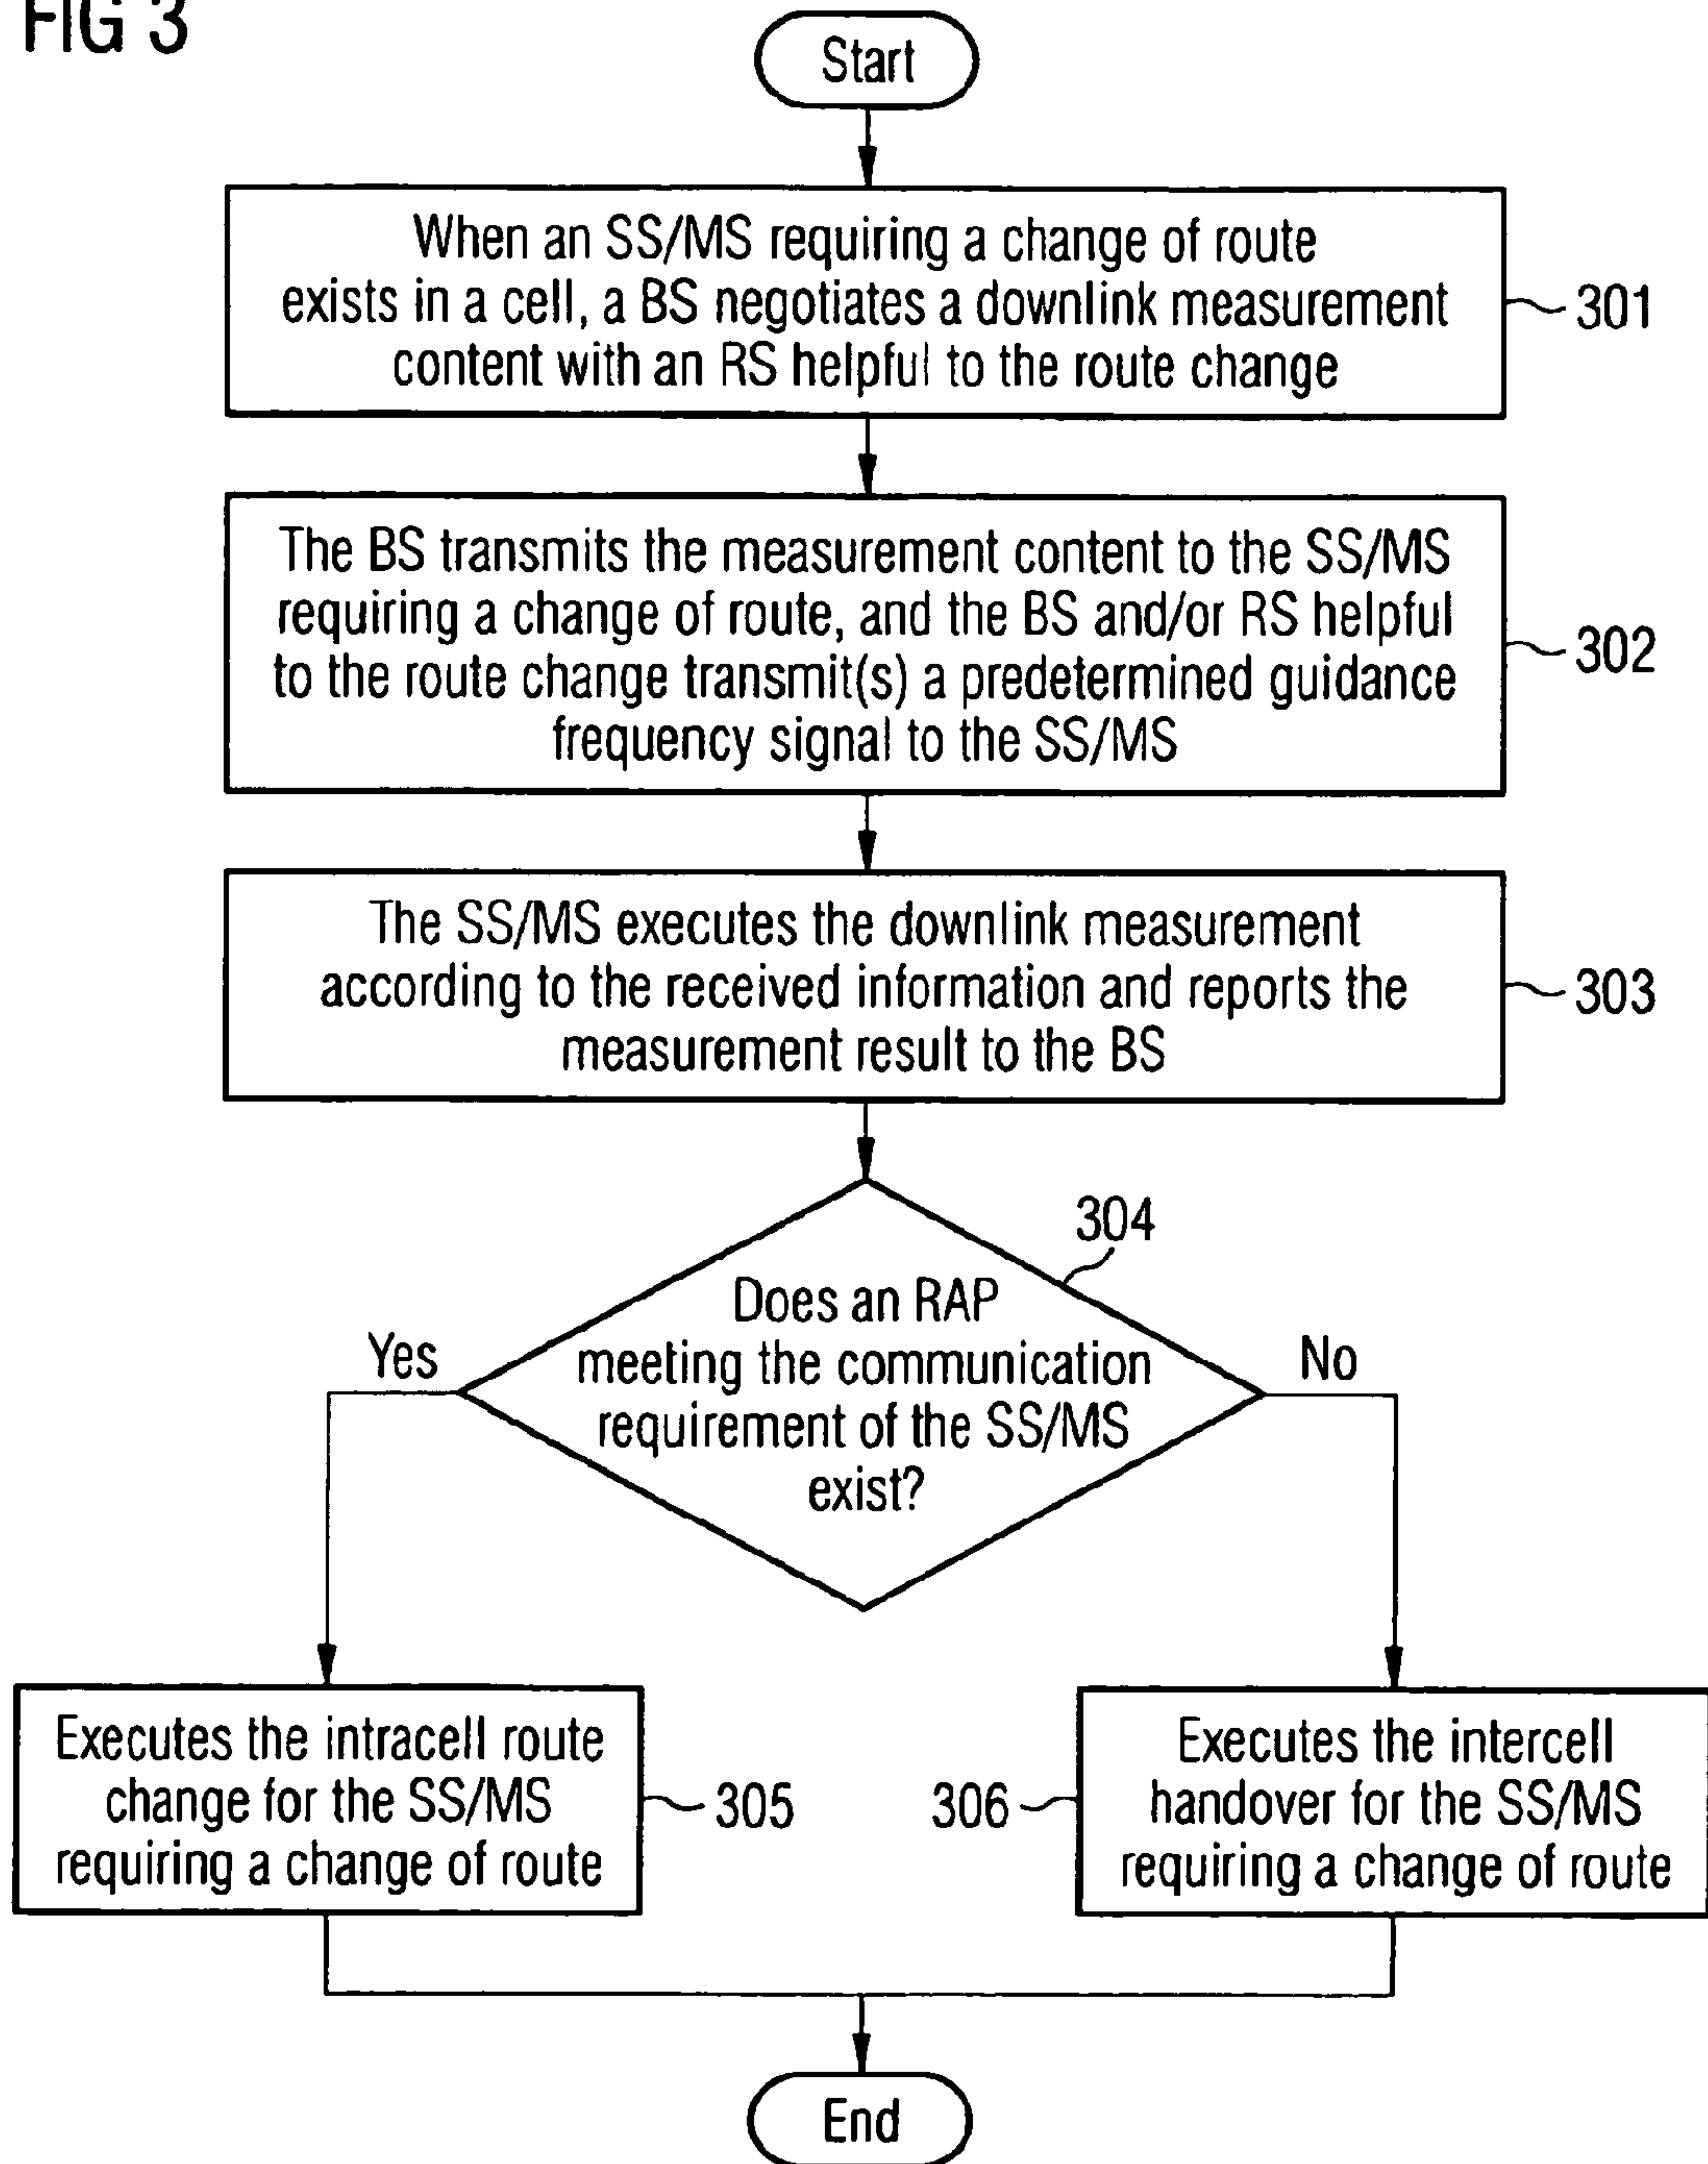 FIG 3
Start
When an SS/MS requiring a change of route
exists in a cell, a BS negotiates a downlink measurement
content with an RS helpful to the route change
301
The BS transmits the measurement content to the SS/MS
requiring a change of route, and the BS and/or RS helpful
to the route change transmit(s) a predetermined guidance
frequency signal to the SS/MS
302
The SS/MS executes the downlink measurement
according to the received information and reports the
measurement result to the BS
303
304
Does an RAP
meeting the communication
requirement of the SS/MS
exist?
Yes
No
Executes the intracell route
change for the SS/MS
requiring a change of route
305
306
Executes the intercell
handover for the SS/MS
requiring a change of route
End